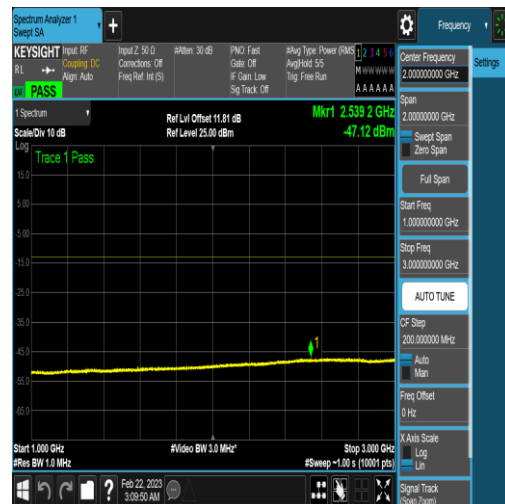 Spectrum Analyzer 1
Swept SA
Frequency
KEYSIGHT
RL
PASS
Input: RF
Coupling: DC
Align: Auto
Input Z: 50 Ω
Corrections: Off
Freq Ref: Int (S)
#Atten: 30 dB
PNO: Fast
Gate: Off
IF Gain: Low
Sig Track: Off
#Avg Type: Power (RMS
Avg|Hold: 5/5
Trig: Free Run
1 2 3 4 5 6
M W W W W W
A A A A A A
1 Spectrum
Scale/Div 10 dB
Ref Lvl Offset 11.81 dB
Ref Level 25.00 dBm
Mkr1 2.539 2 GHz
-47.12 dBm
Log
Trace 1 Pass
15.0
5.00
-5.00
-15.0
-25.0
-35.0
-45.0
-55.0
-65.0
1
Start 1.000 GHz
#Res BW 1.0 MHz
#Video BW 3.0 MHz*
Stop 3.000 GHz
#Sweep ~1.00 s (10001 pts)
Feb 22, 2023
3:09:50 AM
Center Frequency
2.000000000 GHz
Settings
Span
2.00000000 GHz
Swept Span
Zero Span
Full Span
Start Freq
1.000000000 GHz
Stop Freq
3.000000000 GHz
AUTO TUNE
CF Step
200.000000 MHz
Auto
Man
Freq Offset
0 Hz
X Axis Scale
Log
Lin
Signal Track
(Span Zoom)